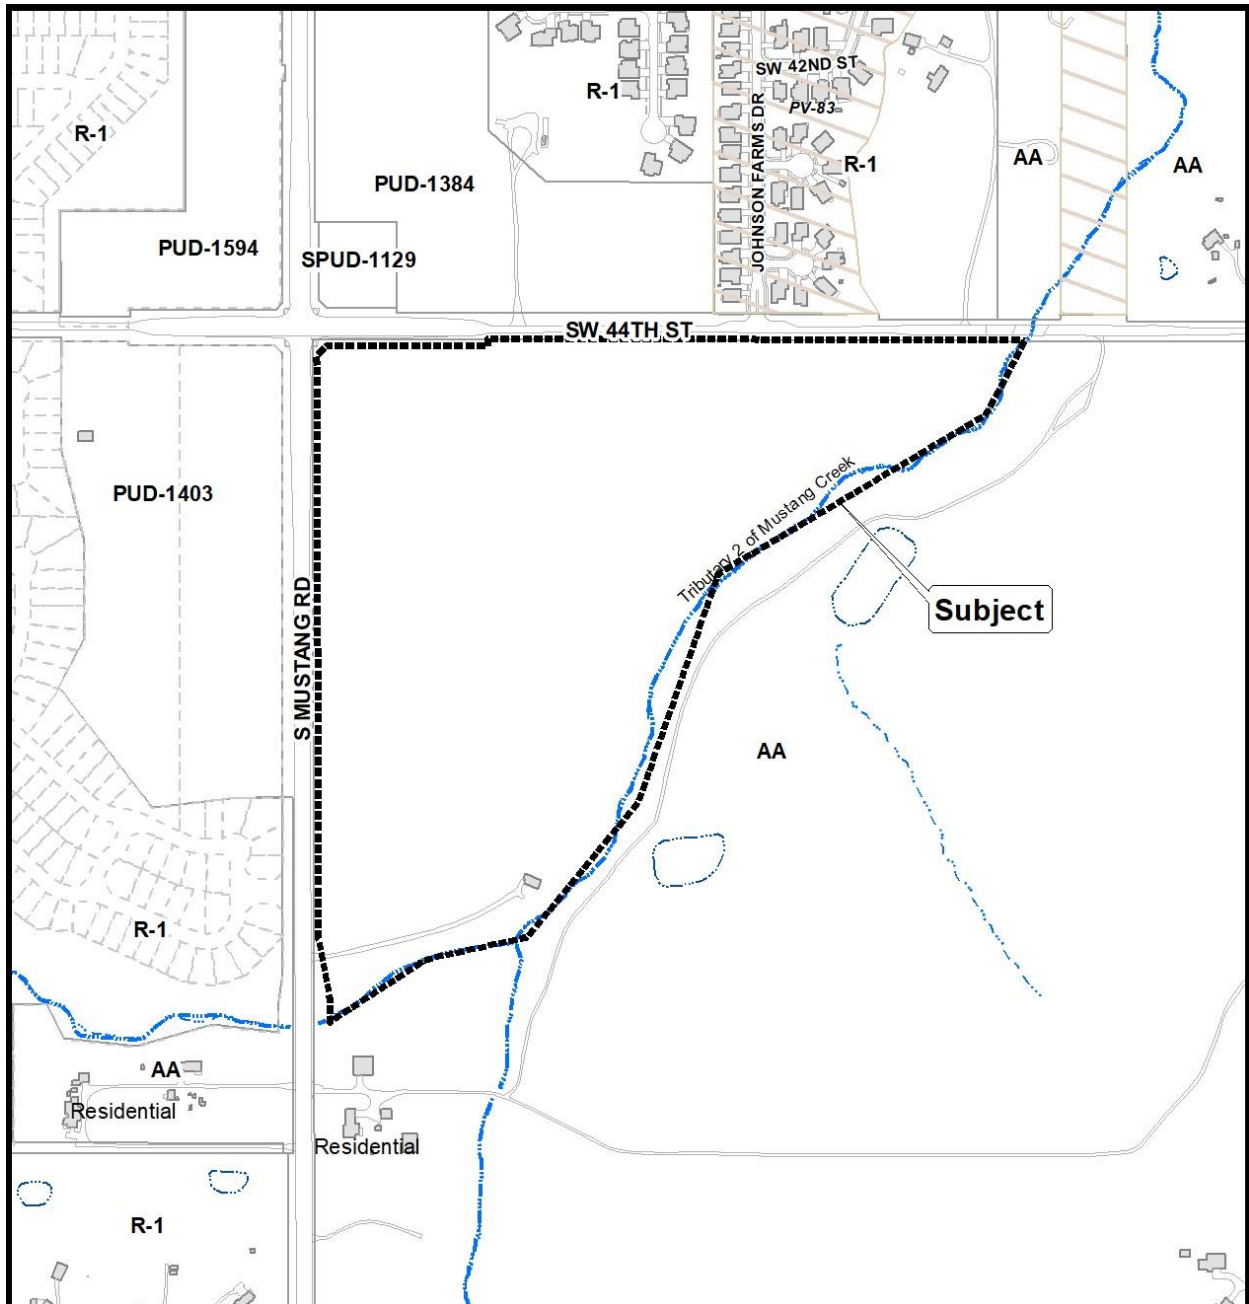 SW 42ND ST
R-1
PV-83
R-1
JOHNSON FARMS DR
R-1
AA
AA
PUD-1384
PUD-1594
SPUD-1129
SW 44TH ST
PUD-1403
Tributary 2 of Mustang Creek
S MUSTANG RD
Subject
AA
R-1
AA
Residential
Residential
R-1